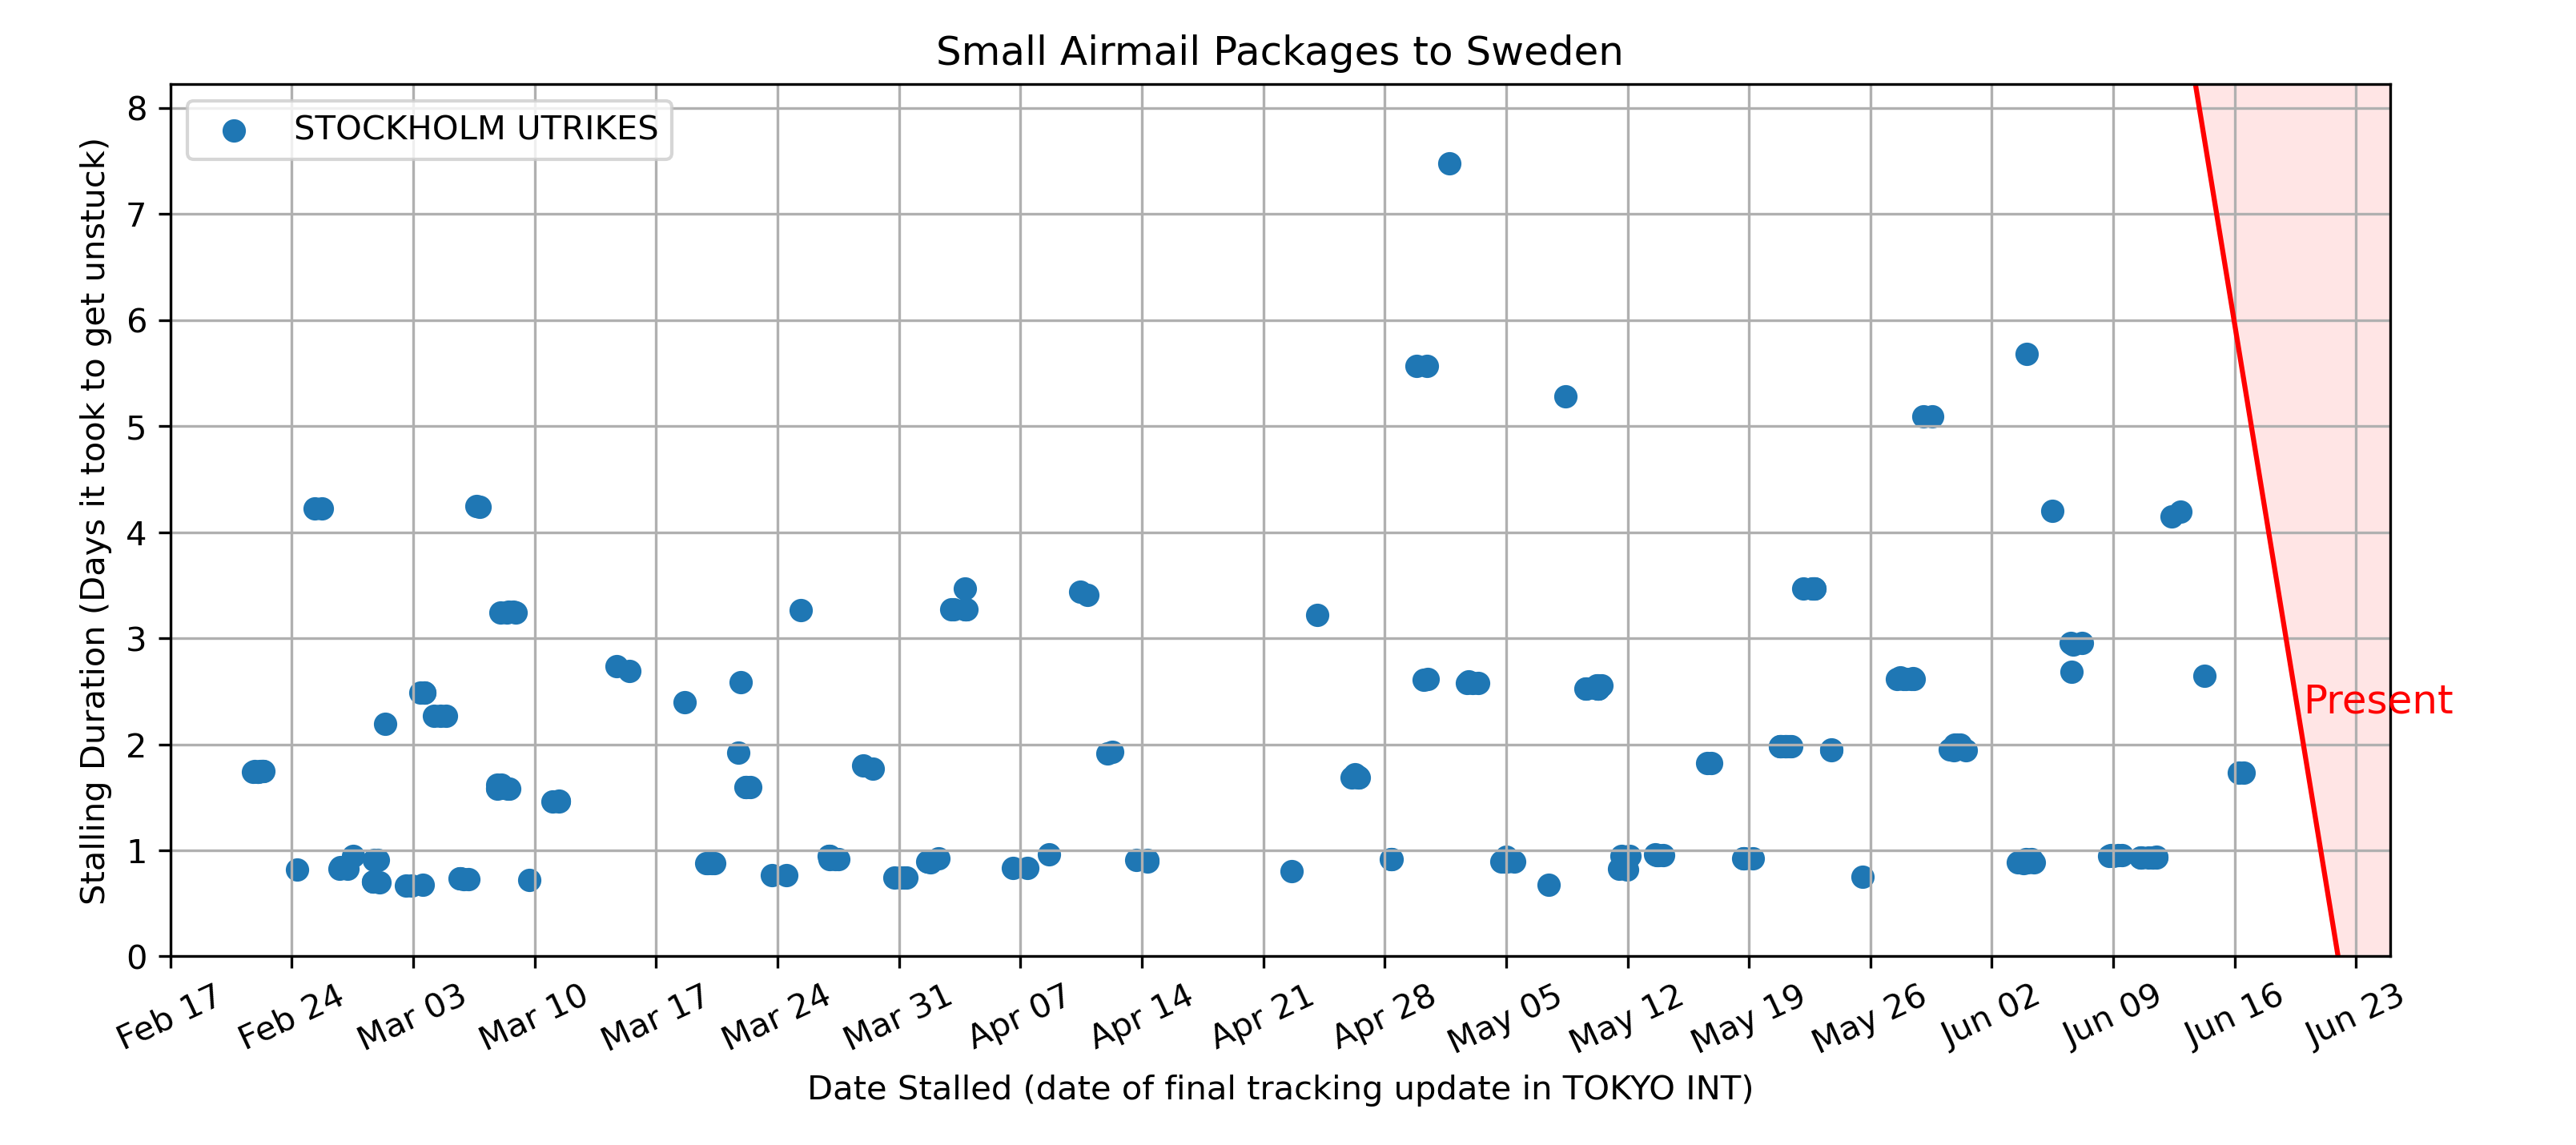 Small Airmail Packages to Sweden
STOCKHOLM UTRIKES
Stalling Duration (Days it took to get unstuck)
8
7
6
5
4
3
2
1
0
Present
Feb 17
Feb 24
Mar 03
Mar 10
Mar 17
Mar 24
Mar 31
Apr 07
Apr 14
Apr 21
Apr 28
May 05
May 12
May 19
May 26
Jun 02
Jun 09
Jun 16
Jun 23
Date Stalled (date of final tracking update in TOKYO INT)